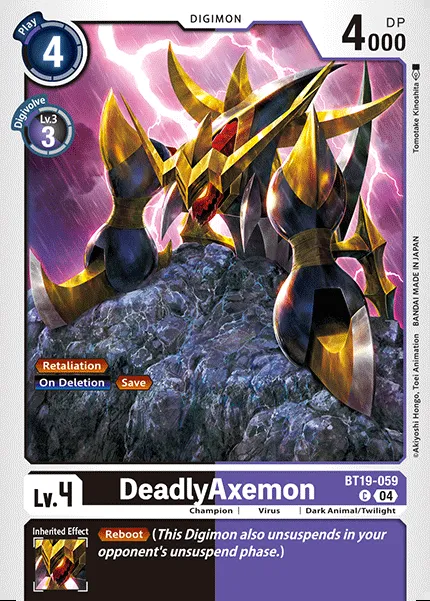 Play
4
DIGIMON
DP
4000
Digivolve
Lv.3
3
Tomotake Kinoshita
©Akiyoshi Hongo, Toei Animation BANDAI MADE IN JAPAN
Retaliation
On Deletion Save
BT19-059
Lv.4
DeadlyAxemon
C 04
Champion | Virus | Dark Animal/Twilight
Inherited Effect
Reboot (This Digimon also unsuspends in your
opponent's unsuspend phase.)